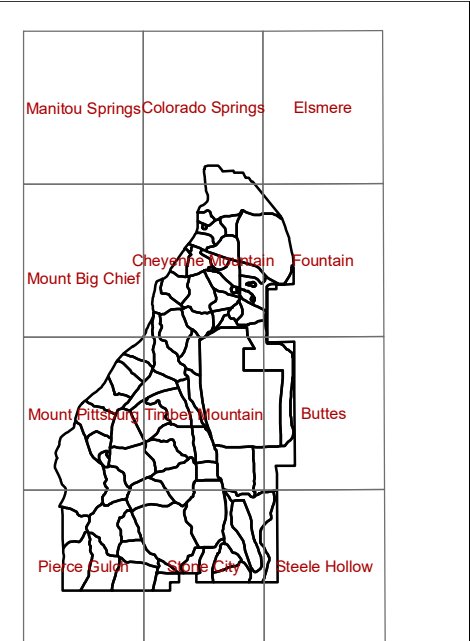 Manitou Springs
Colorado Springs
Elsmere
Cheyenne Mountain
Fountain
Mount Big Chief
Mount Pittsburg
Timber Mountain
Buttes
Pierce Gulch
Stone City
Steele Hollow